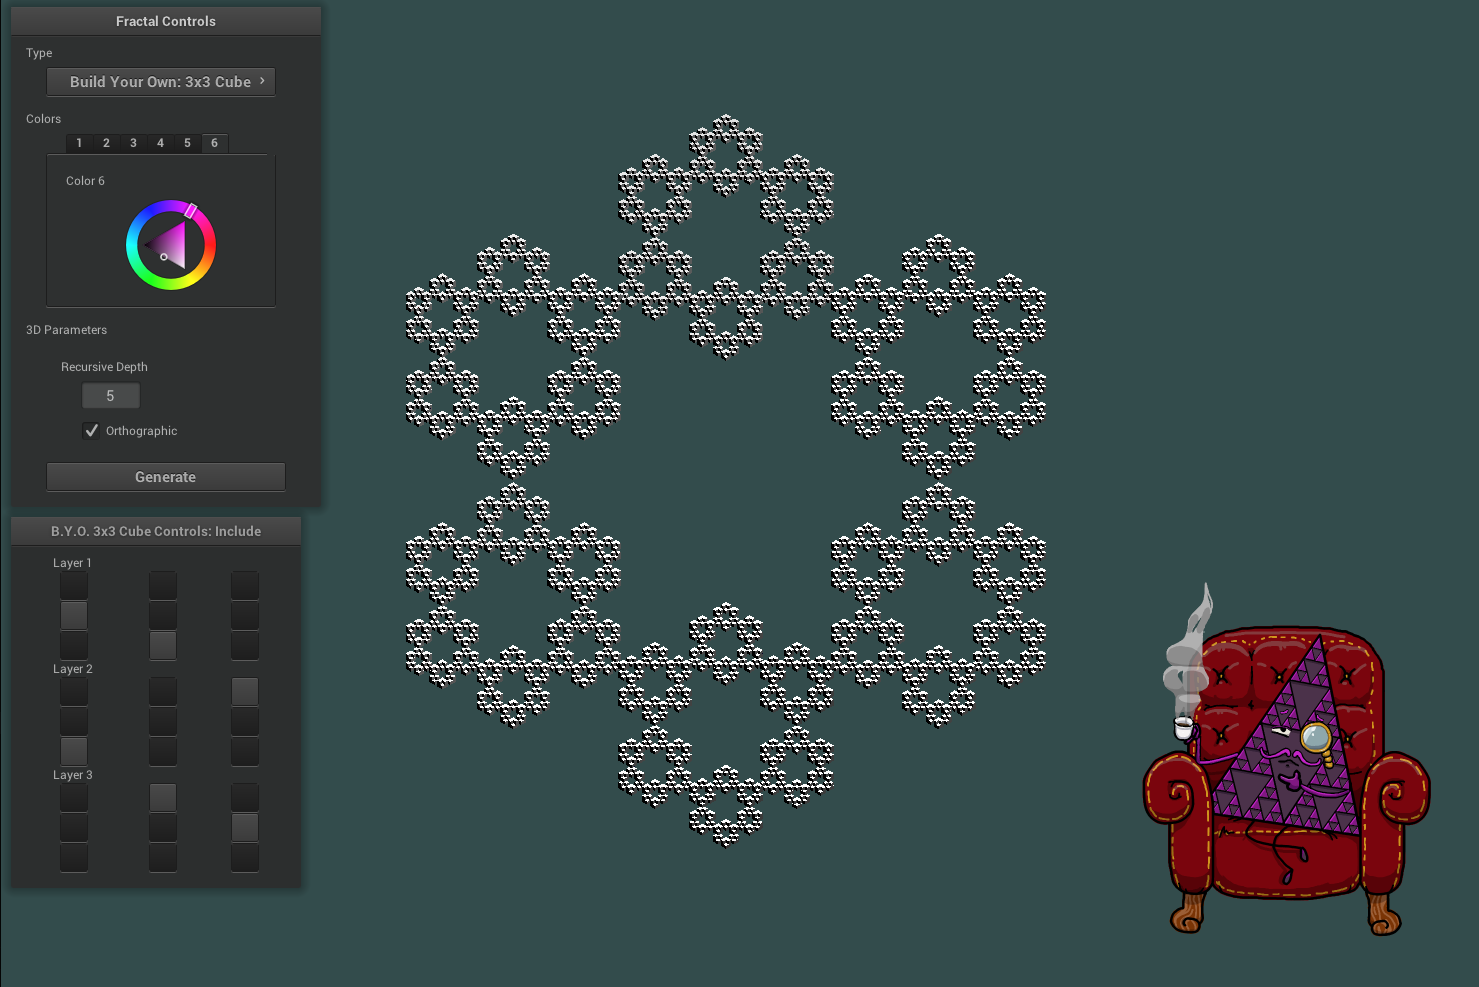 Fractal Controls
Type
Build Your Own: 3x3 Cube ›
Colors
1 2 3 4 5 6
Color 6
3D Parameters
Recursive Depth
5
Orthographic
Generate
B.Y.O. 3x3 Cube Controls: Include
Layer 1
Layer 2
Layer 3